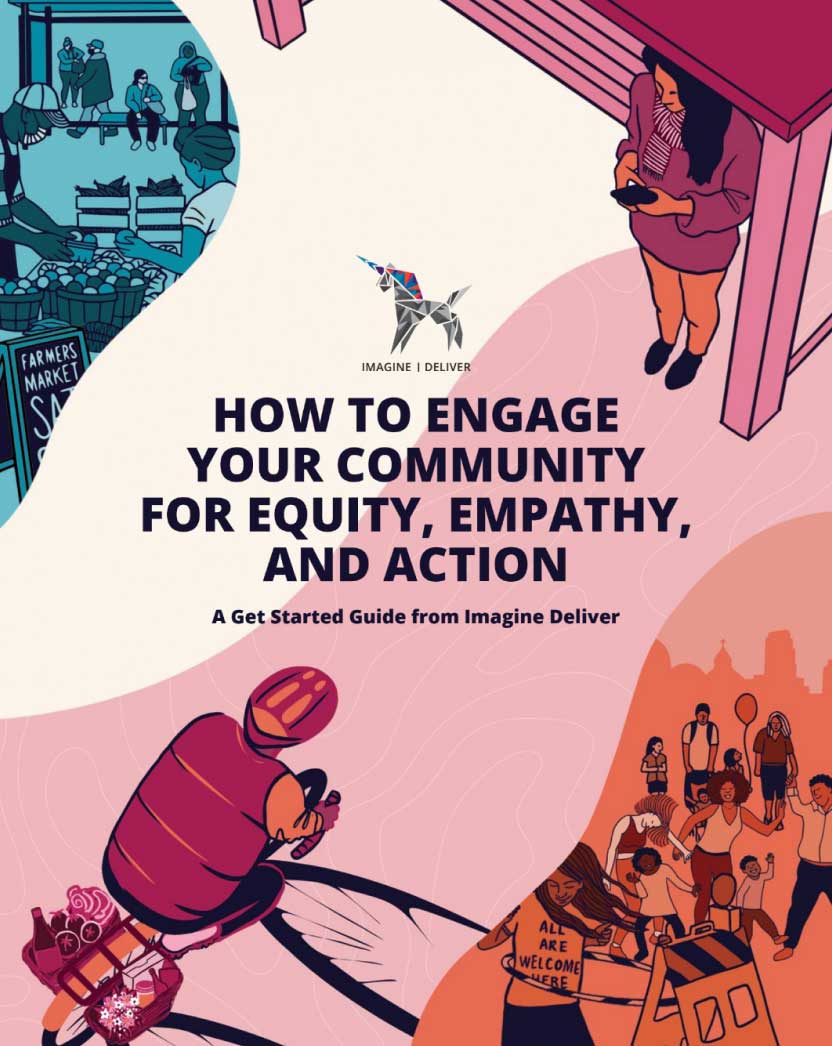 FARMERS
MARKET
IMAGINE | DELIVER
HOW TO ENGAGE
YOUR COMMUNITY
FOR EQUITY, EMPATHY,
AND ACTION
A Get Started Guide from Imagine Deliver
ALL
ARE
WELCOME
HERE